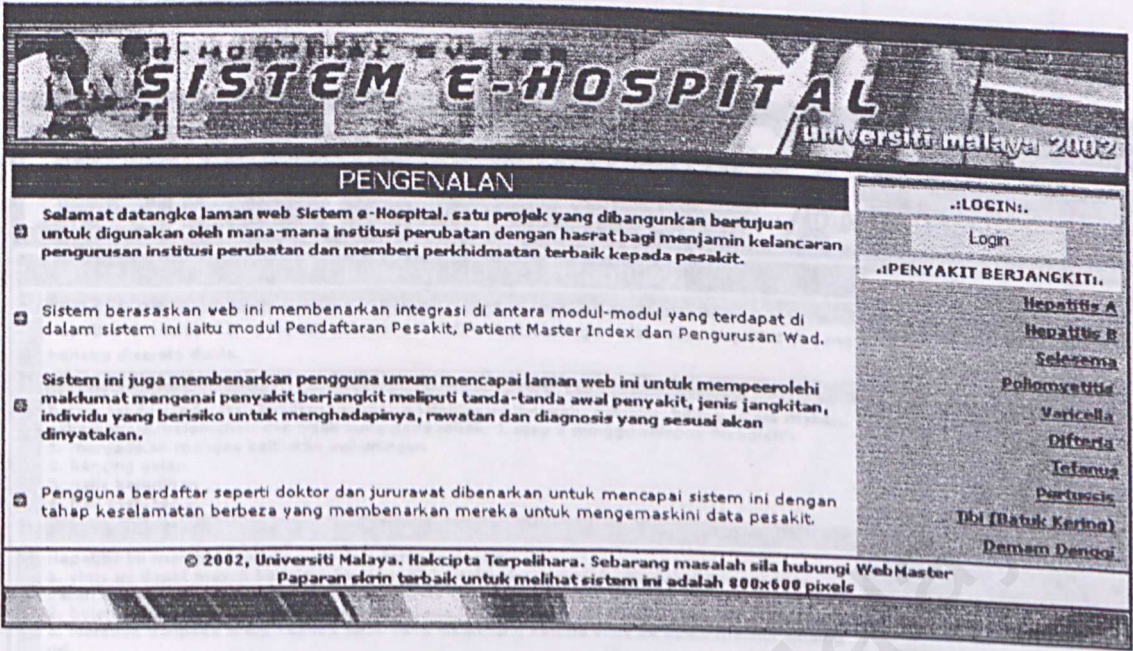 E-HOSPITAL SYSTEM
SISTEM E-HOSPITAL
universiti malaya 2002
PENGENALAN
Selamat datangke laman web Sistem e-Hospital. satu projek yang dibangunkan bertujuan
untuk digunakan oleh mana-mana institusi perubatan dengan hasrat bagi menjamin kelancaran
pengurusan institusi perubatan dan memberi perkhidmatan terbaik kepada pesakit.
Sistem berasaskan web ini membenarkan integrasi di antara modul-modul yang terdapat di
dalam sistem ini iaitu modul Pendaftaran Pesakit, Patient Master Index dan Pengurusan Wad.
Sistem ini juga membenarkan pengguna umum mencapai laman web ini untuk mempeerolehi
maklumat mengenai penyakit berjangkit meliputi tanda-tanda awal penyakit, jenis jangkitan,
individu yang berisiko untuk menghadapinya, rawatan dan diagnosis yang sesuai akan
dinyatakan.
Pengguna berdaftar seperti doktor dan jururawat dibenarkan untuk mencapai sistem ini dengan
tahap keselamatan berbeza yang membenarkan mereka untuk mengemaskini data pesakit.
.:LOGIN:.
Login
.:PENYAKIT BERJANGKIT:.
Hepatitis A
Hepatitis B
Selesema
Poliomyetitis
Varicella
Difteria
Tetanus
Pertussis
Tibi (Batuk Kering)
Demam Denggi
© 2002, Universiti Malaya. Hakcipta Terpelihara. Sebarang masalah sila hubungi WebMaster
Paparan skrin terbaik untuk melihat sistem ini adalah 800x600 pixels